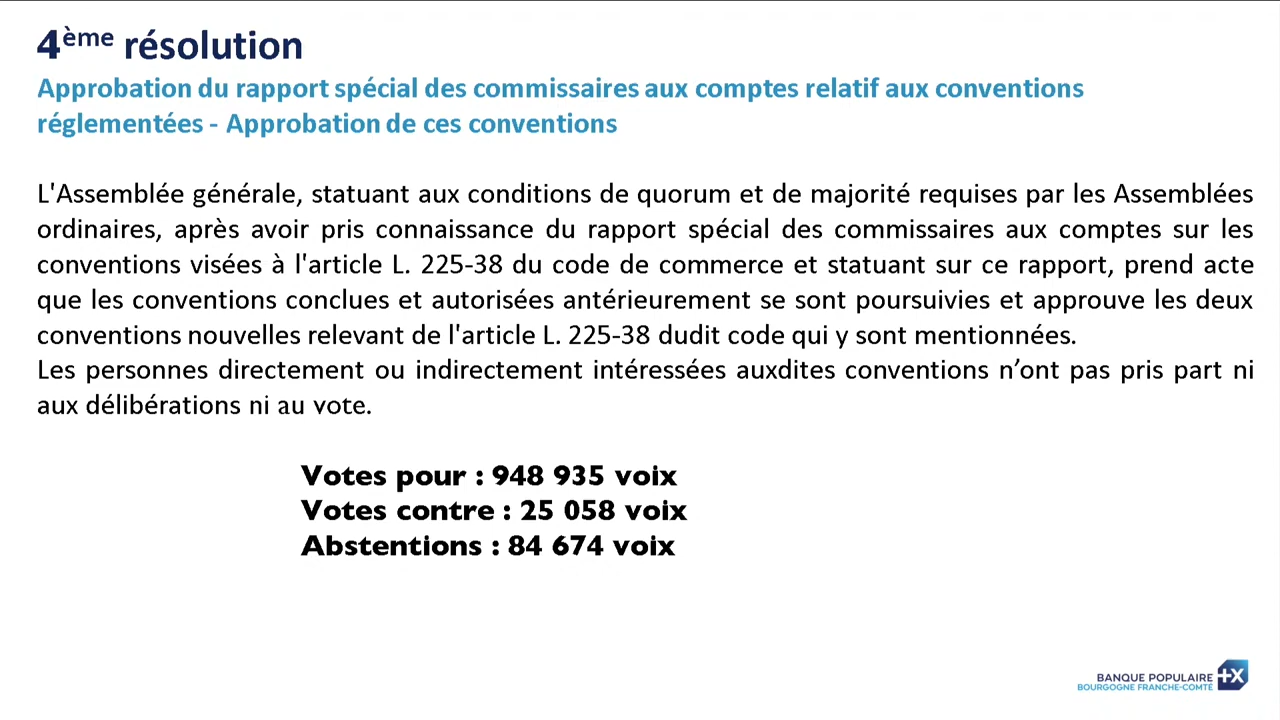 4ème résolution
Approbation du rapport spécial des commissaires aux comptes relatif aux conventions
réglementées - Approbation de ces conventions
L'Assemblée générale, statuant aux conditions de quorum et de majorité requises par les Assemblées
ordinaires, après avoir pris connaissance du rapport spécial des commissaires aux comptes sur les
conventions visées à l'article L. 225-38 du code de commerce et statuant sur ce rapport, prend acte
que les conventions conclues et autorisées antérieurement se sont poursuivies et approuve les deux
conventions nouvelles relevant de l'article L. 225-38 dudit code qui y sont mentionnées.
Les personnes directement ou indirectement intéressées auxdites conventions n’ont pas pris part ni
aux délibérations ni au vote.
Votes pour : 948 935 voix
Votes contre : 25 058 voix
Abstentions : 84 674 voix
BANQUE POPULAIRE
BOURGOGNE FRANCHE-COMTÉ